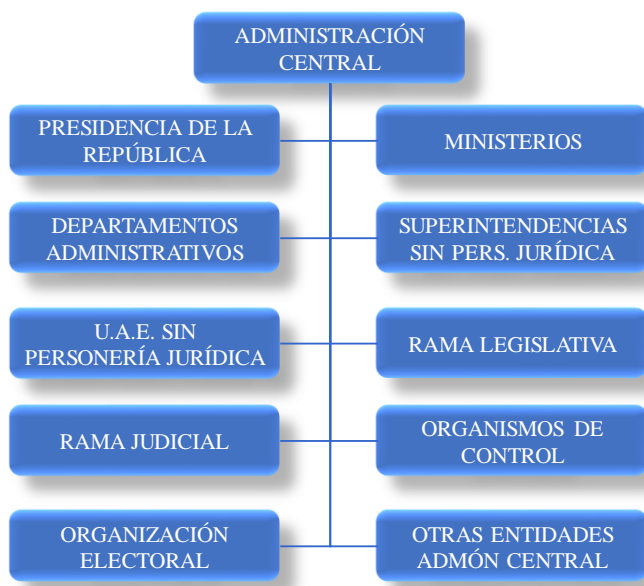 ADMINISTRACIÓN
CENTRAL
PRESIDENCIA DE LA
REPÚBLICA
MINISTERIOS
DEPARTAMENTOS
ADMINISTRATIVOS
SUPERINTENDENCIAS
SIN PERS. JURÍDICA
U.A.E. SIN
PERSONERÍA JURÍDICA
RAMA LEGISLATIVA
RAMA JUDICIAL
ORGANISMOS DE
CONTROL
ORGANIZACIÓN
ELECTORAL
OTRAS ENTIDADES
ADMÓN CENTRAL